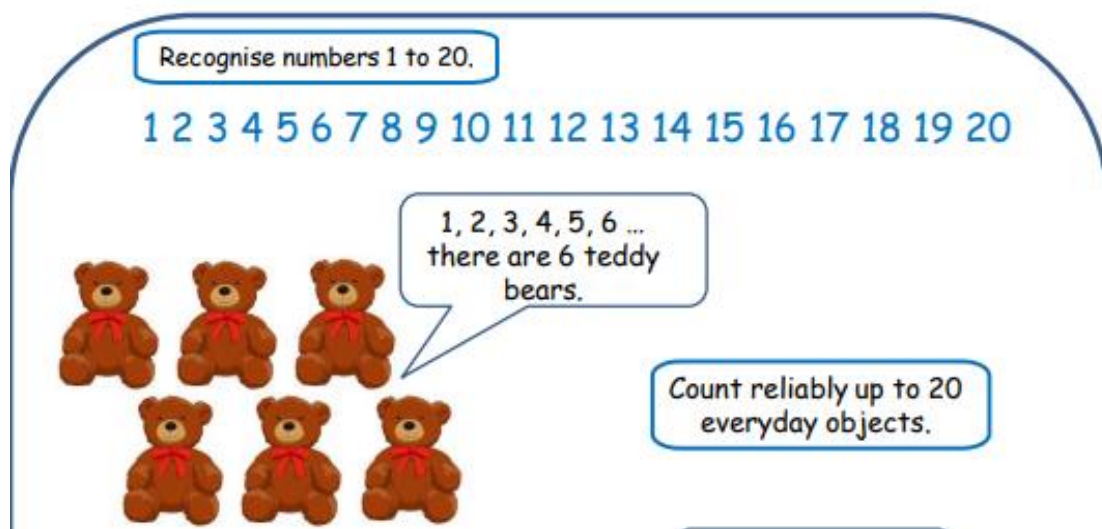 Recognise numbers 1 to 20.
1 2 3 4 5 6 7 8 9 10 11 12 13 14 15 16 17 18 19 20
1, 2, 3, 4, 5, 6 ...
there are 6 teddy
bears.
Count reliably up to 20
everyday objects.